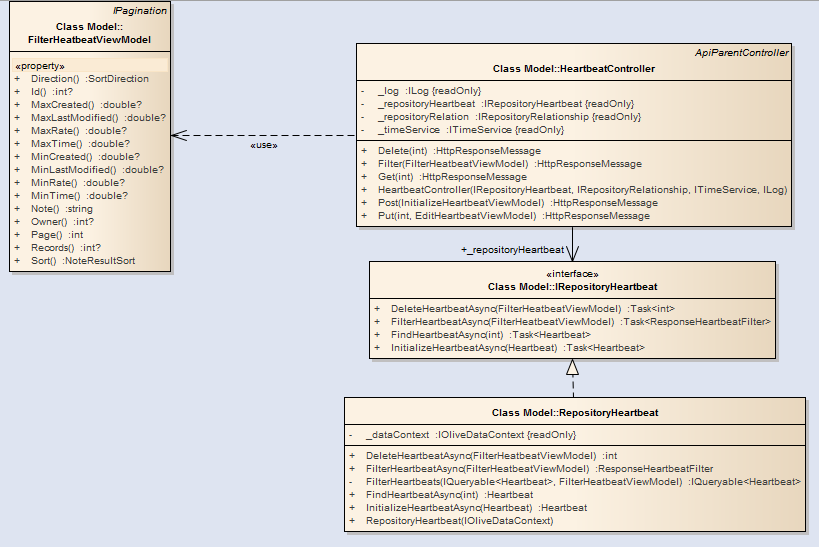 IPagination
Class Model::
FilterHeatbeatViewModel
«property»
+ Direction() :SortDirection
+ Id() :int?
+ MaxCreated() :double?
+ MaxLastModified() :double?
+ MaxRate() :double?
+ MaxTime() :double?
+ MinCreated() :double?
+ MinLastModified() :double?
+ MinRate() :double?
+ MinTime() :double?
+ Note() :string
+ Owner() :int?
+ Page() :int
+ Records() :int?
+ Sort() :NoteResultSort
«use»
ApiParentController
Class Model::HeartbeatController
- _log :ILog {readOnly}
- _repositoryHeartbeat :IRepositoryHeartbeat {readOnly}
- _repositoryRelation :IRepositoryRelationship {readOnly}
- _timeService :ITimeService {readOnly}
+ Delete(int) :HttpResponseMessage
+ Filter(FilterHeatbeatViewModel) :HttpResponseMessage
+ Get(int) :HttpResponseMessage
+ HeartbeatController(IRepositoryHeartbeat, IRepositoryRelationship, ITimeService, ILog)
+ Post(InitializeHeartbeatViewModel) :HttpResponseMessage
+ Put(int, EditHeartbeatViewModel) :HttpResponseMessage
+_repositoryHeartbeat
«interface»
Class Model::IRepositoryHeartbeat
+ DeleteHeartbeatAsync(FilterHeatbeatViewModel) :Task<int>
+ FilterHeartbeatAsync(FilterHeatbeatViewModel) :Task<ResponseHeartbeatFilter>
+ FindHeartbeatAsync(int) :Task<Heartbeat>
+ InitializeHeartbeatAsync(Heartbeat) :Task<Heartbeat>
Class Model::RepositoryHeartbeat
- _dataContext :IOliveDataContext {readOnly}
+ DeleteHeartbeatAsync(FilterHeatbeatViewModel) :int
+ FilterHeartbeatAsync(FilterHeatbeatViewModel) :ResponseHeartbeatFilter
- FilterHeartbeats(IQueryable<Heartbeat>, FilterHeatbeatViewModel) :IQueryable<Heartbeat>
+ FindHeartbeatAsync(int) :Heartbeat
+ InitializeHeartbeatAsync(Heartbeat) :Heartbeat
+ RepositoryHeartbeat(IOliveDataContext)